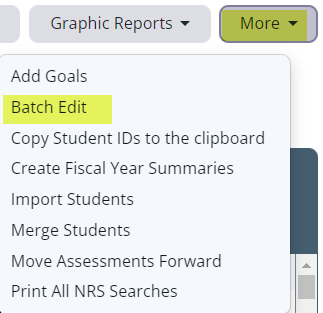 Graphic Reports More
Add Goals
Batch Edit
Copy Student IDs to the clipboard
Create Fiscal Year Summaries
Import Students
Merge Students
Move Assessments Forward
Print All NRS Searches